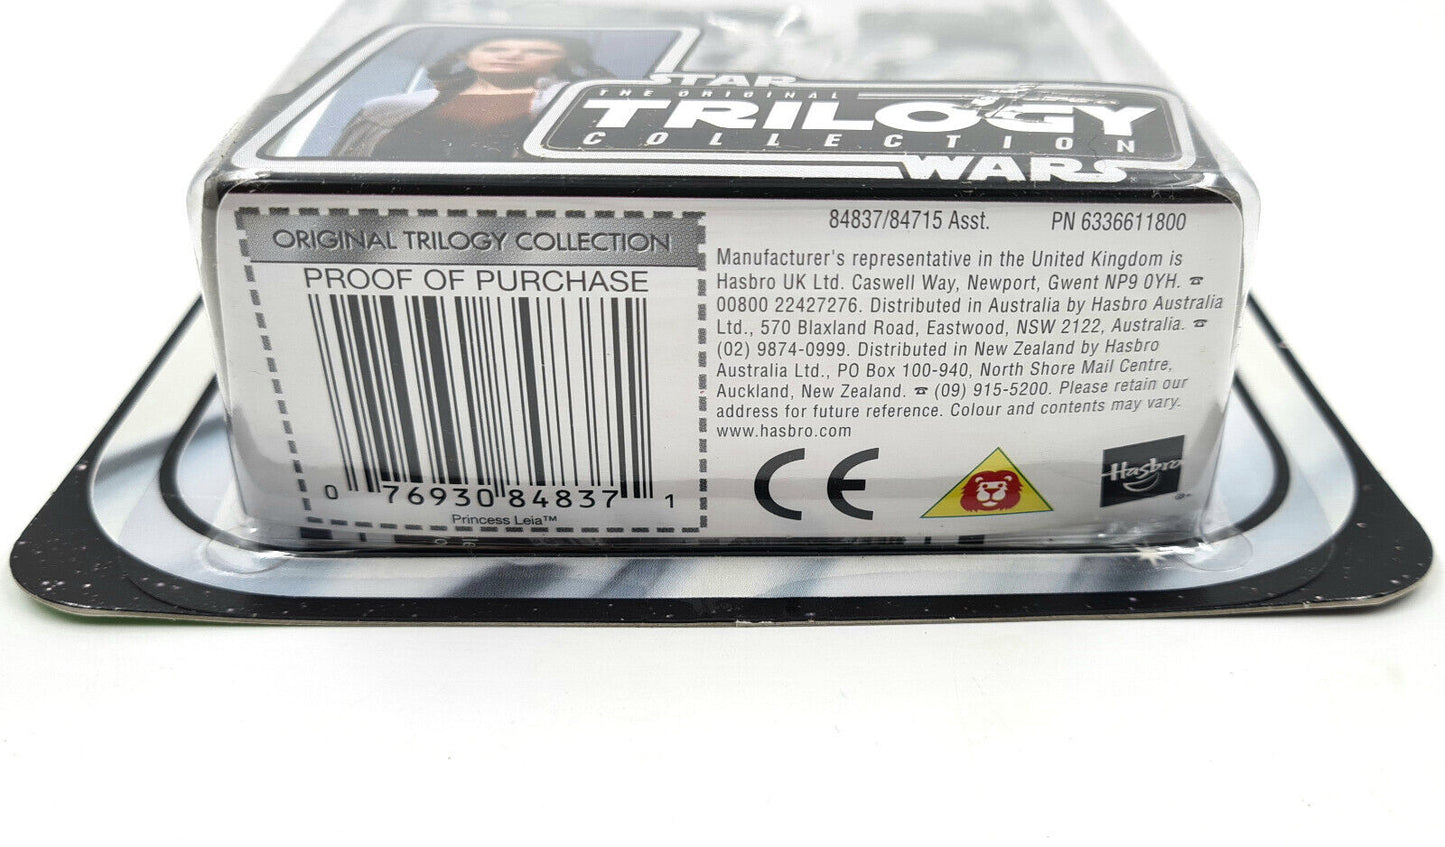 STAR
THE ORIGINAL
TRILOGY
COLLECTION
WARS
ORIGINAL TRILOGY COLLECTION
PROOF OF PURCHASE
0 76930 84837 1
Princess Leia™
84837/84715 Asst. PN 6336611800
Manufacturer's representative in the United Kingdom is
Hasbro UK Ltd. Caswell Way, Newport, Gwent NP9 0YH. ☎
00800 22427276. Distributed in Australia by Hasbro Australia
Ltd., 570 Blaxland Road, Eastwood, NSW 2122, Australia. ☎
(02) 9874-0999. Distributed in New Zealand by Hasbro
Australia Ltd., PO Box 100-940, North Shore Mail Centre,
Auckland, New Zealand. ☎ (09) 915-5200. Please retain our
address for future reference. Colour and contents may vary.
www.hasbro.com
CE
Hasbro